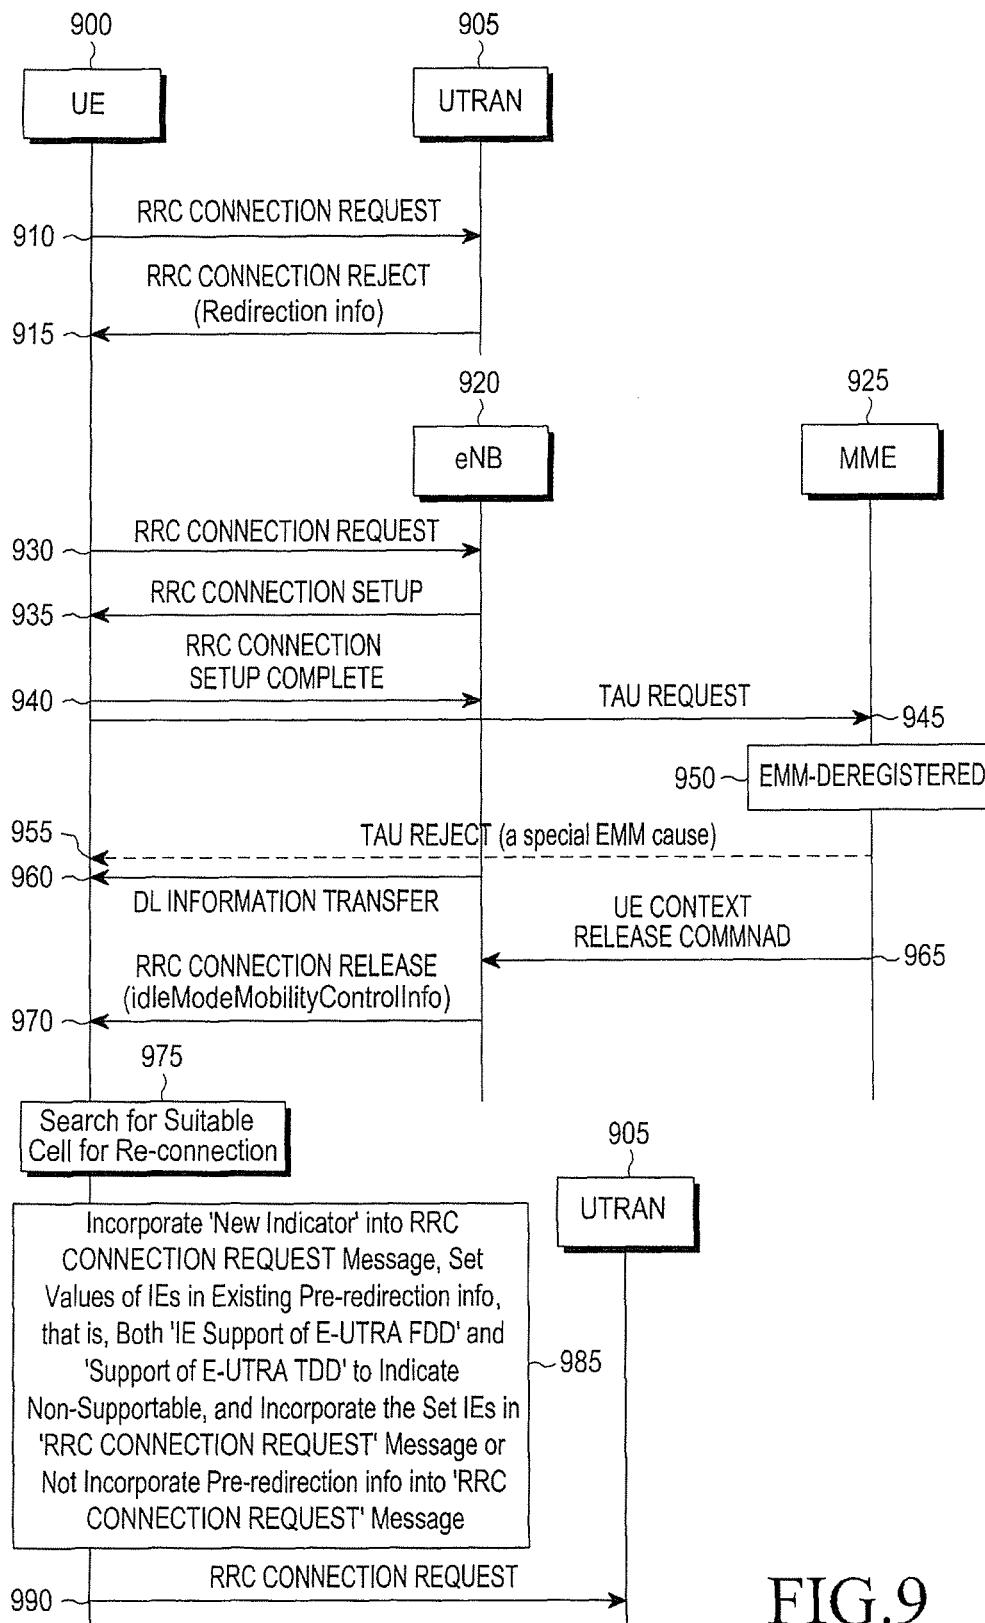 900
905
UE
UTRAN
RRC CONNECTION REQUEST
910
RRC CONNECTION REJECT
(Redirection info)
915
920
925
eNB
MME
RRC CONNECTION REQUEST
930
RRC CONNECTION SETUP
935
RRC CONNECTION
SETUP COMPLETE
940
TAU REQUEST
945
950
EMM-DEREGISTERED
955
TAU REJECT (a special EMM cause)
960
DL INFORMATION TRANSFER
UE CONTEXT
RELEASE COMMNAD
965
RRC CONNECTION RELEASE
(idleModeMobilityControlInfo)
970
975
Search for Suitable
Cell for Re-connection
905
UTRAN
Incorporate 'New Indicator' into RRC
CONNECTION REQUEST Message, Set
Values of IEs in Existing Pre-redirection info,
that is, Both 'IE Support of E-UTRA FDD' and
'Support of E-UTRA TDD' to Indicate
Non-Supportable, and Incorporate the Set IEs in
'RRC CONNECTION REQUEST' Message or
Not Incorporate Pre-redirection info into 'RRC
CONNECTION REQUEST' Message
985
RRC CONNECTION REQUEST
990
FIG.9